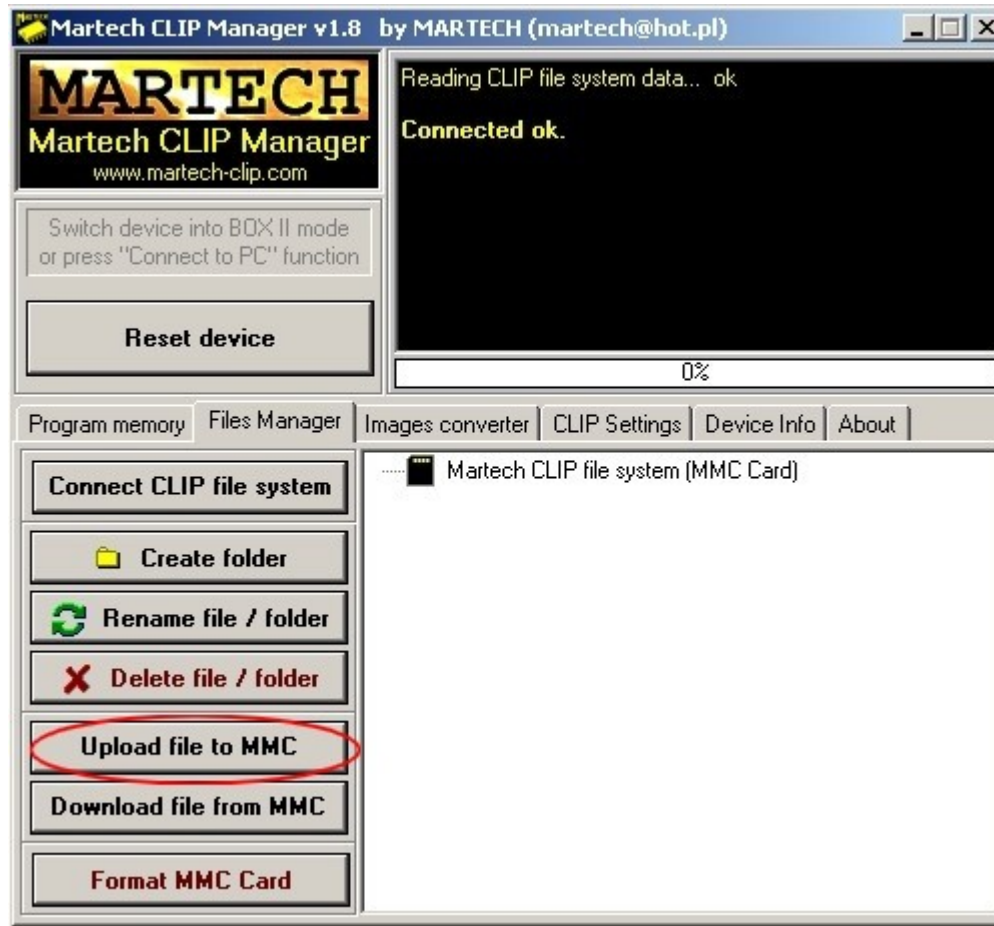 Martech CLIP Manager v1.8 by MARTECH (martech@hot.pl)
MARTECH
Martech CLIP Manager
www.martech-clip.com
Reading CLIP file system data... ok
Connected ok.
Switch device into BOX II mode
or press "Connect to PC" function
Reset device
0%
Program memory
Files Manager
Images converter
CLIP Settings
Device Info
About
Connect CLIP file system
Martech CLIP file system (MMC Card)
Create folder
Rename file / folder
Delete file / folder
Upload file to MMC
Download file from MMC
Format MMC Card